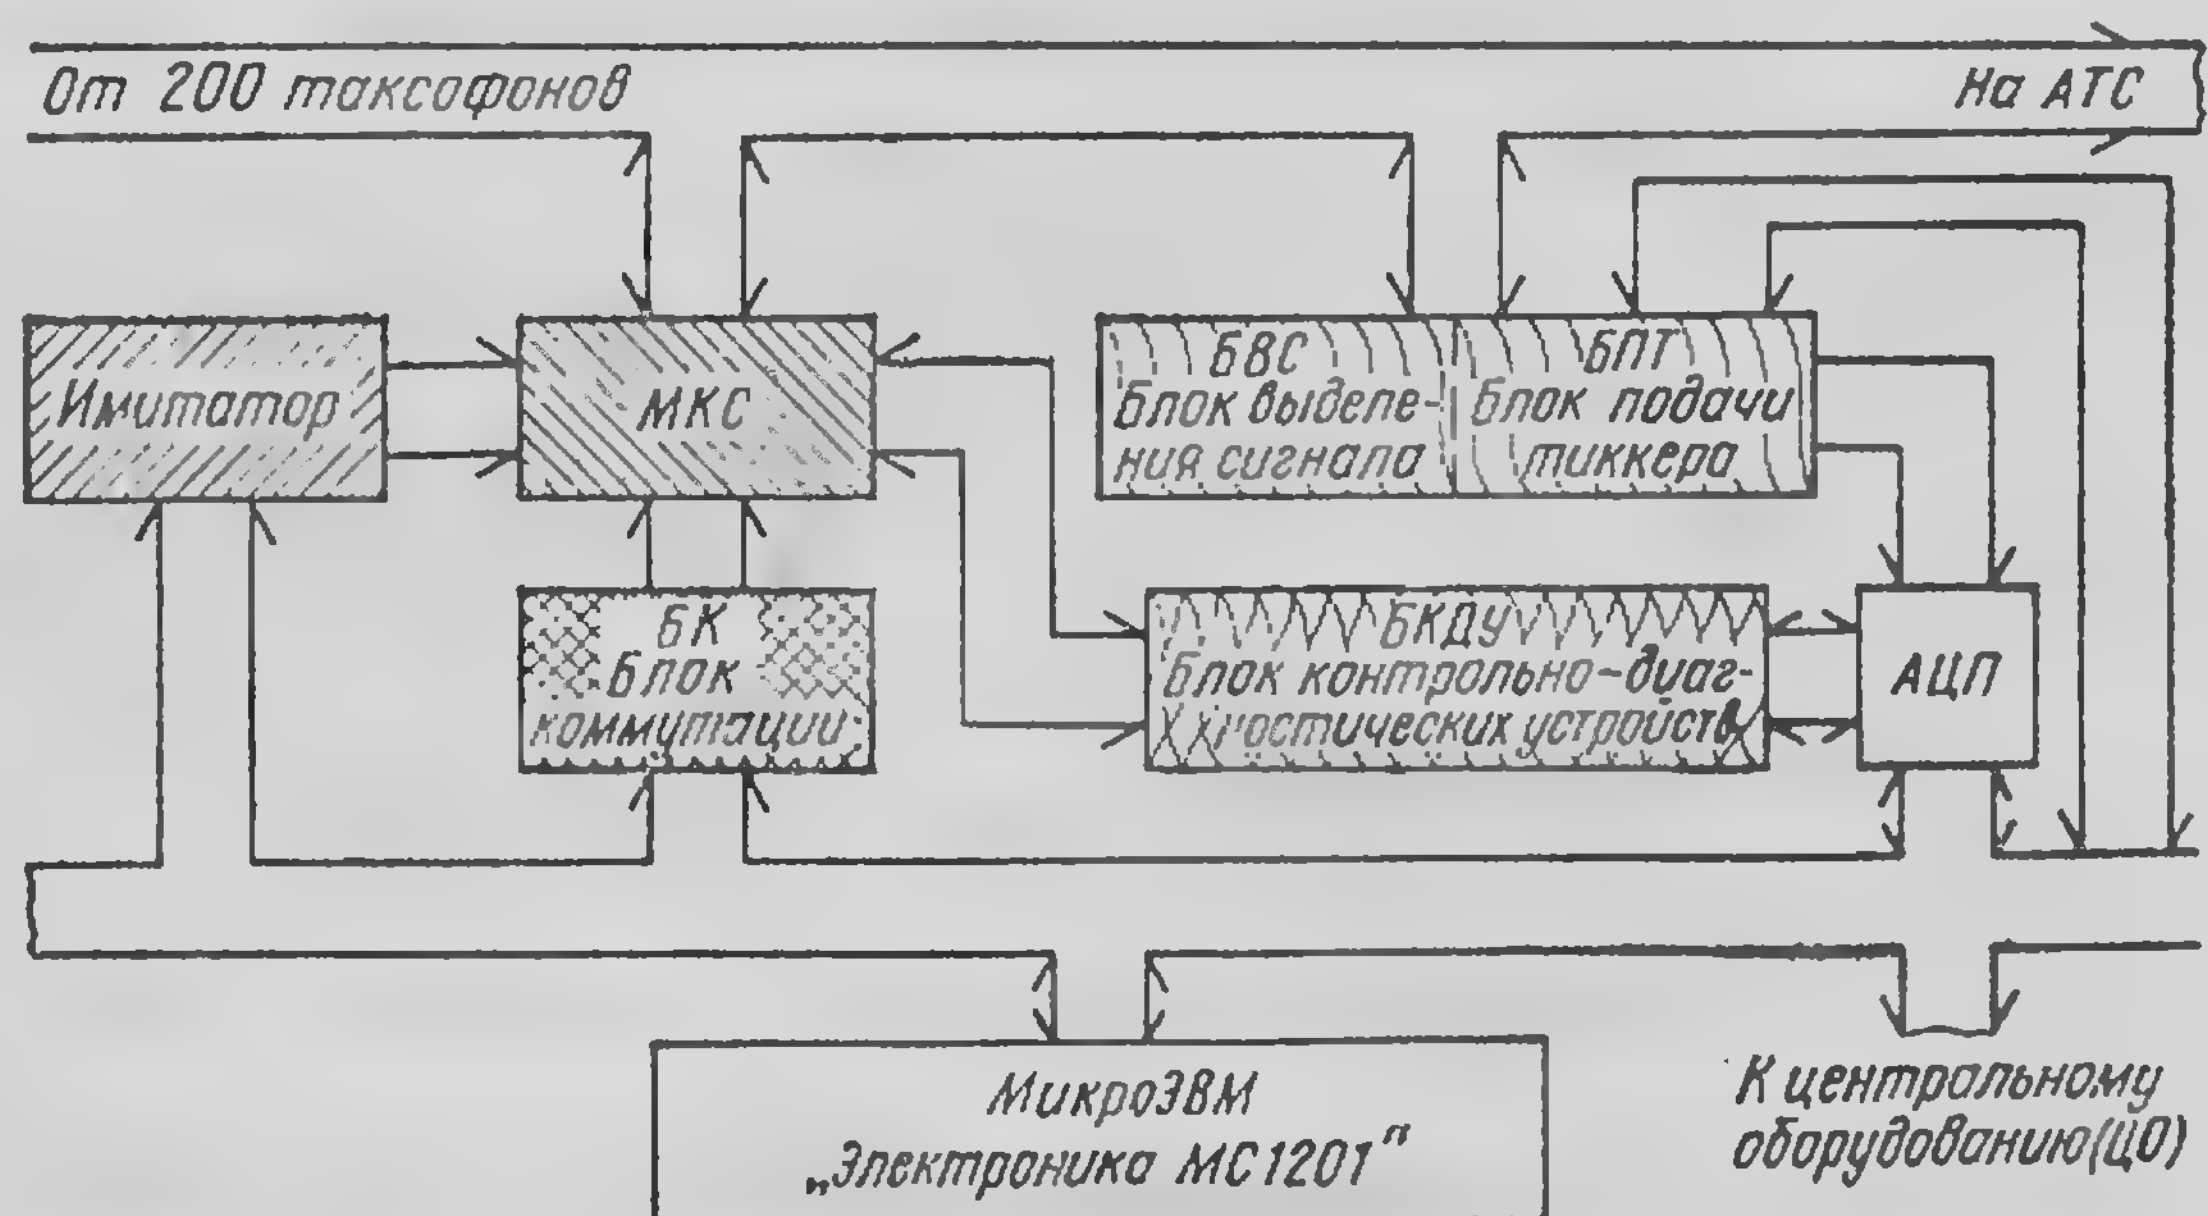 От 200 таксофонов
На АТС
Имитатор
МКС
БВС
Блок выделе-
ния сигнала
БПТ
Блок подачи
тиккера
БК
Блок
коммутации
БКДУ
Блок контрольно-диаг-
ностических устройств
АЦП
МикроЭВМ
„Электроника МС1201"
К центральному
оборудованию(ЦО)